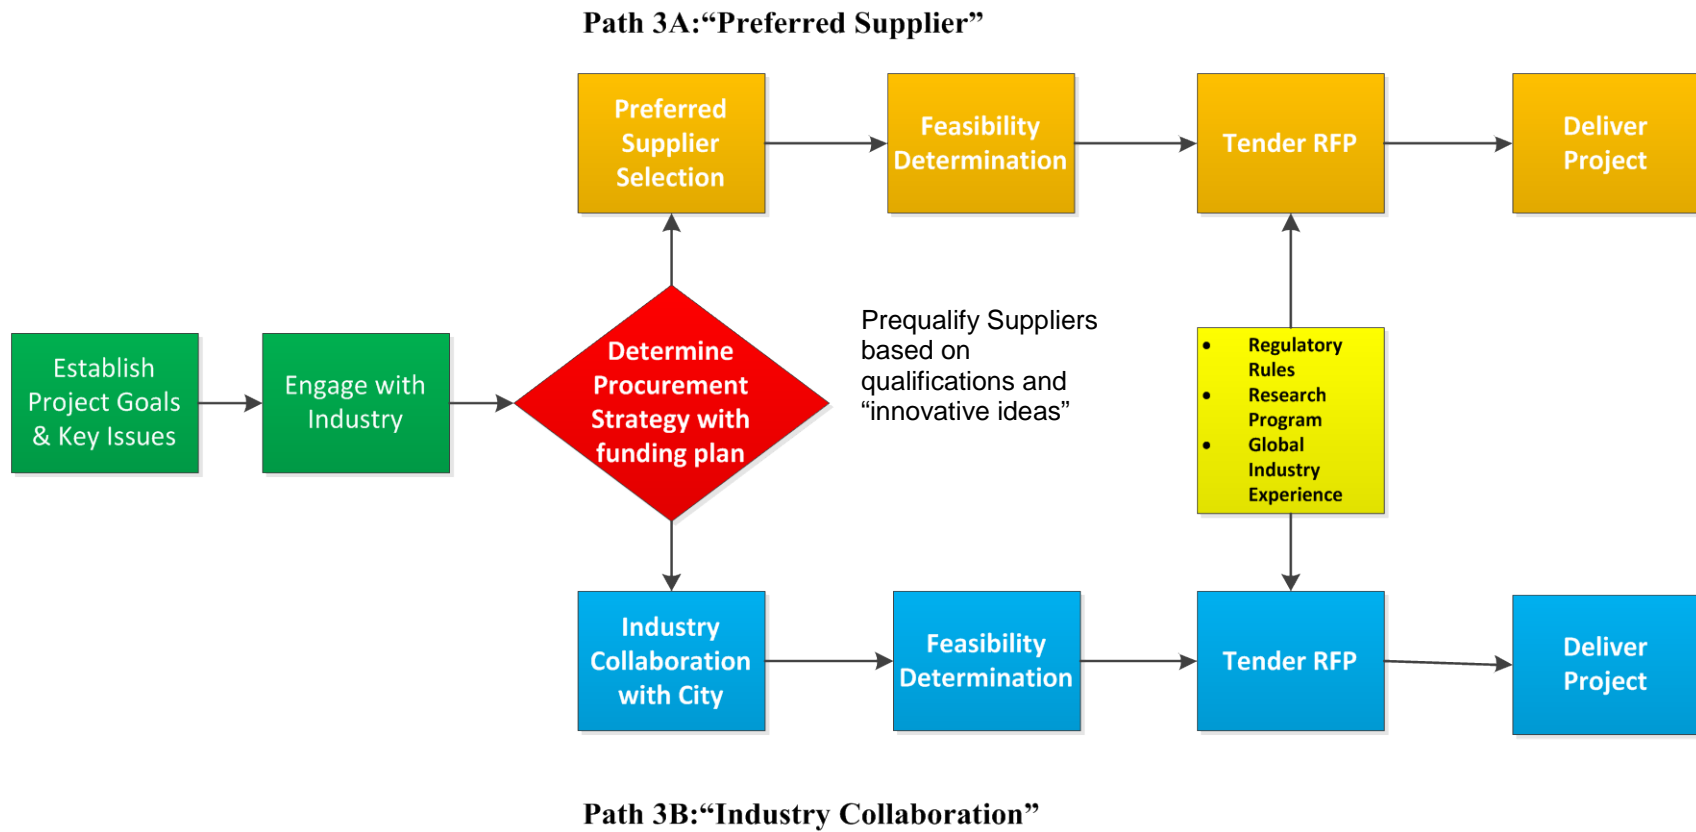 Path 3A:“Preferred Supplier”
Preferred
Supplier
Selection
Feasibility
Determination
Tender RFP
Deliver
Project
Establish
Project Goals
& Key Issues
Engage with
Industry
Determine
Procurement
Strategy with
funding plan
Prequalify Suppliers
based on
qualifications and
“innovative ideas”
• Regulatory
Rules
• Research
Program
• Global
Industry
Experience
Industry
Collaboration
with City
Feasibility
Determination
Tender RFP
Deliver
Project
Path 3B:“Industry Collaboration”